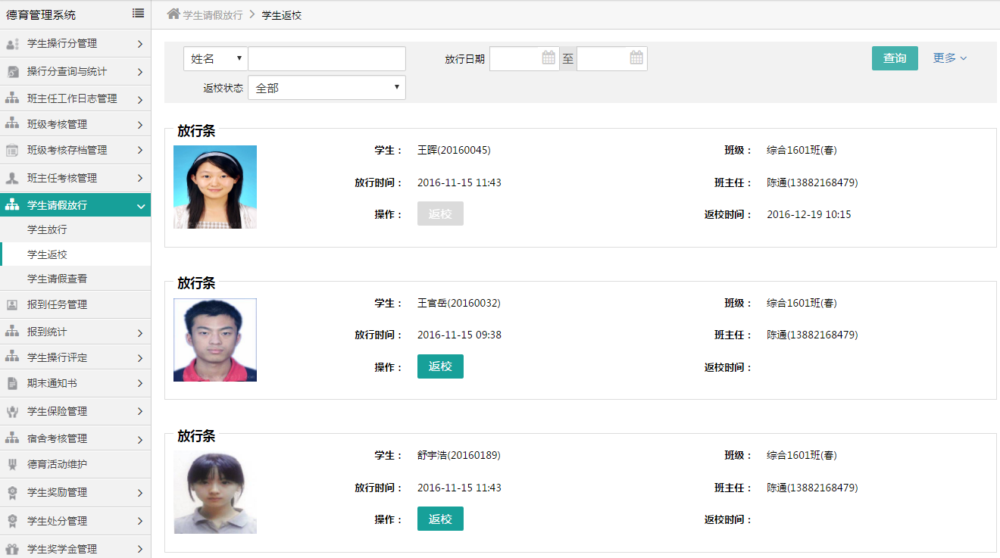 德育管理系统
学生操行分管理
操行分查询与统计
班主任工作日志管理
班级考核管理
班级考核存档管理
班主任考核管理
学生请假放行
学生放行
学生返校
学生请假查看
报到任务管理
报到统计
学生操行评定
期末通知书
学生保险管理
宿舍考核管理
德育活动维护
学生奖励管理
学生处分管理
学生奖学金管理
学生请假放行 > 学生返校
姓名 放行日期 至 查询 更多
返校状态 全部
放行条
学生： 王晖(20160045) 班级： 综合1601班(春)
放行时间： 2016-11-15 11:43 班主任： 陈通(13882168479)
操作： 返校 返校时间： 2016-12-19 10:15
放行条
学生： 王官岳(20160032) 班级： 综合1601班(春)
放行时间： 2016-11-15 09:38 班主任： 陈通(13882168479)
操作： 返校 返校时间：
放行条
学生： 舒宇浩(20160189) 班级： 综合1601班(春)
放行时间： 2016-11-15 11:43 班主任： 陈通(13882168479)
操作： 返校 返校时间：